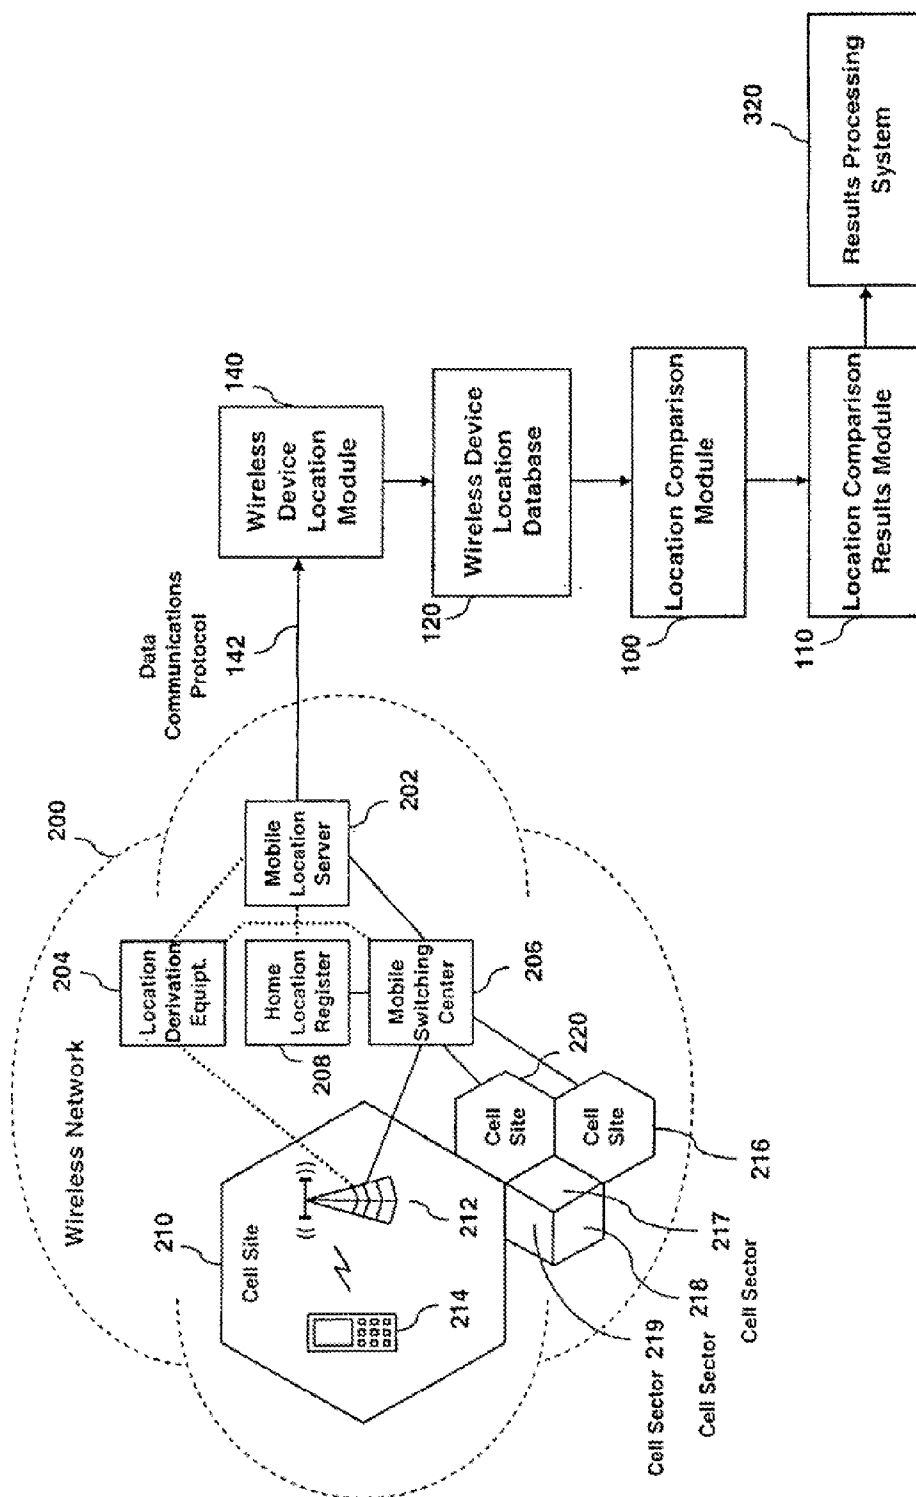 Wireless Network
200
204
Location
Derivation
Equipt.
Home
Location
Register
208
Mobile
Switching
Center
206
Mobile
Location
Server
202
210
Cell Site
212
214
220
Cell
Site
Cell
Site
216
217
Cell Sector
218
Cell Sector
Cell Sector 219
Data
Communications
Protocol
142
140
Wireless
Device
Location
Module
Wireless Device
Location
Database
120
Location Comparison
Module
100
Location Comparison
Results Module
110
320
Results Processing
System